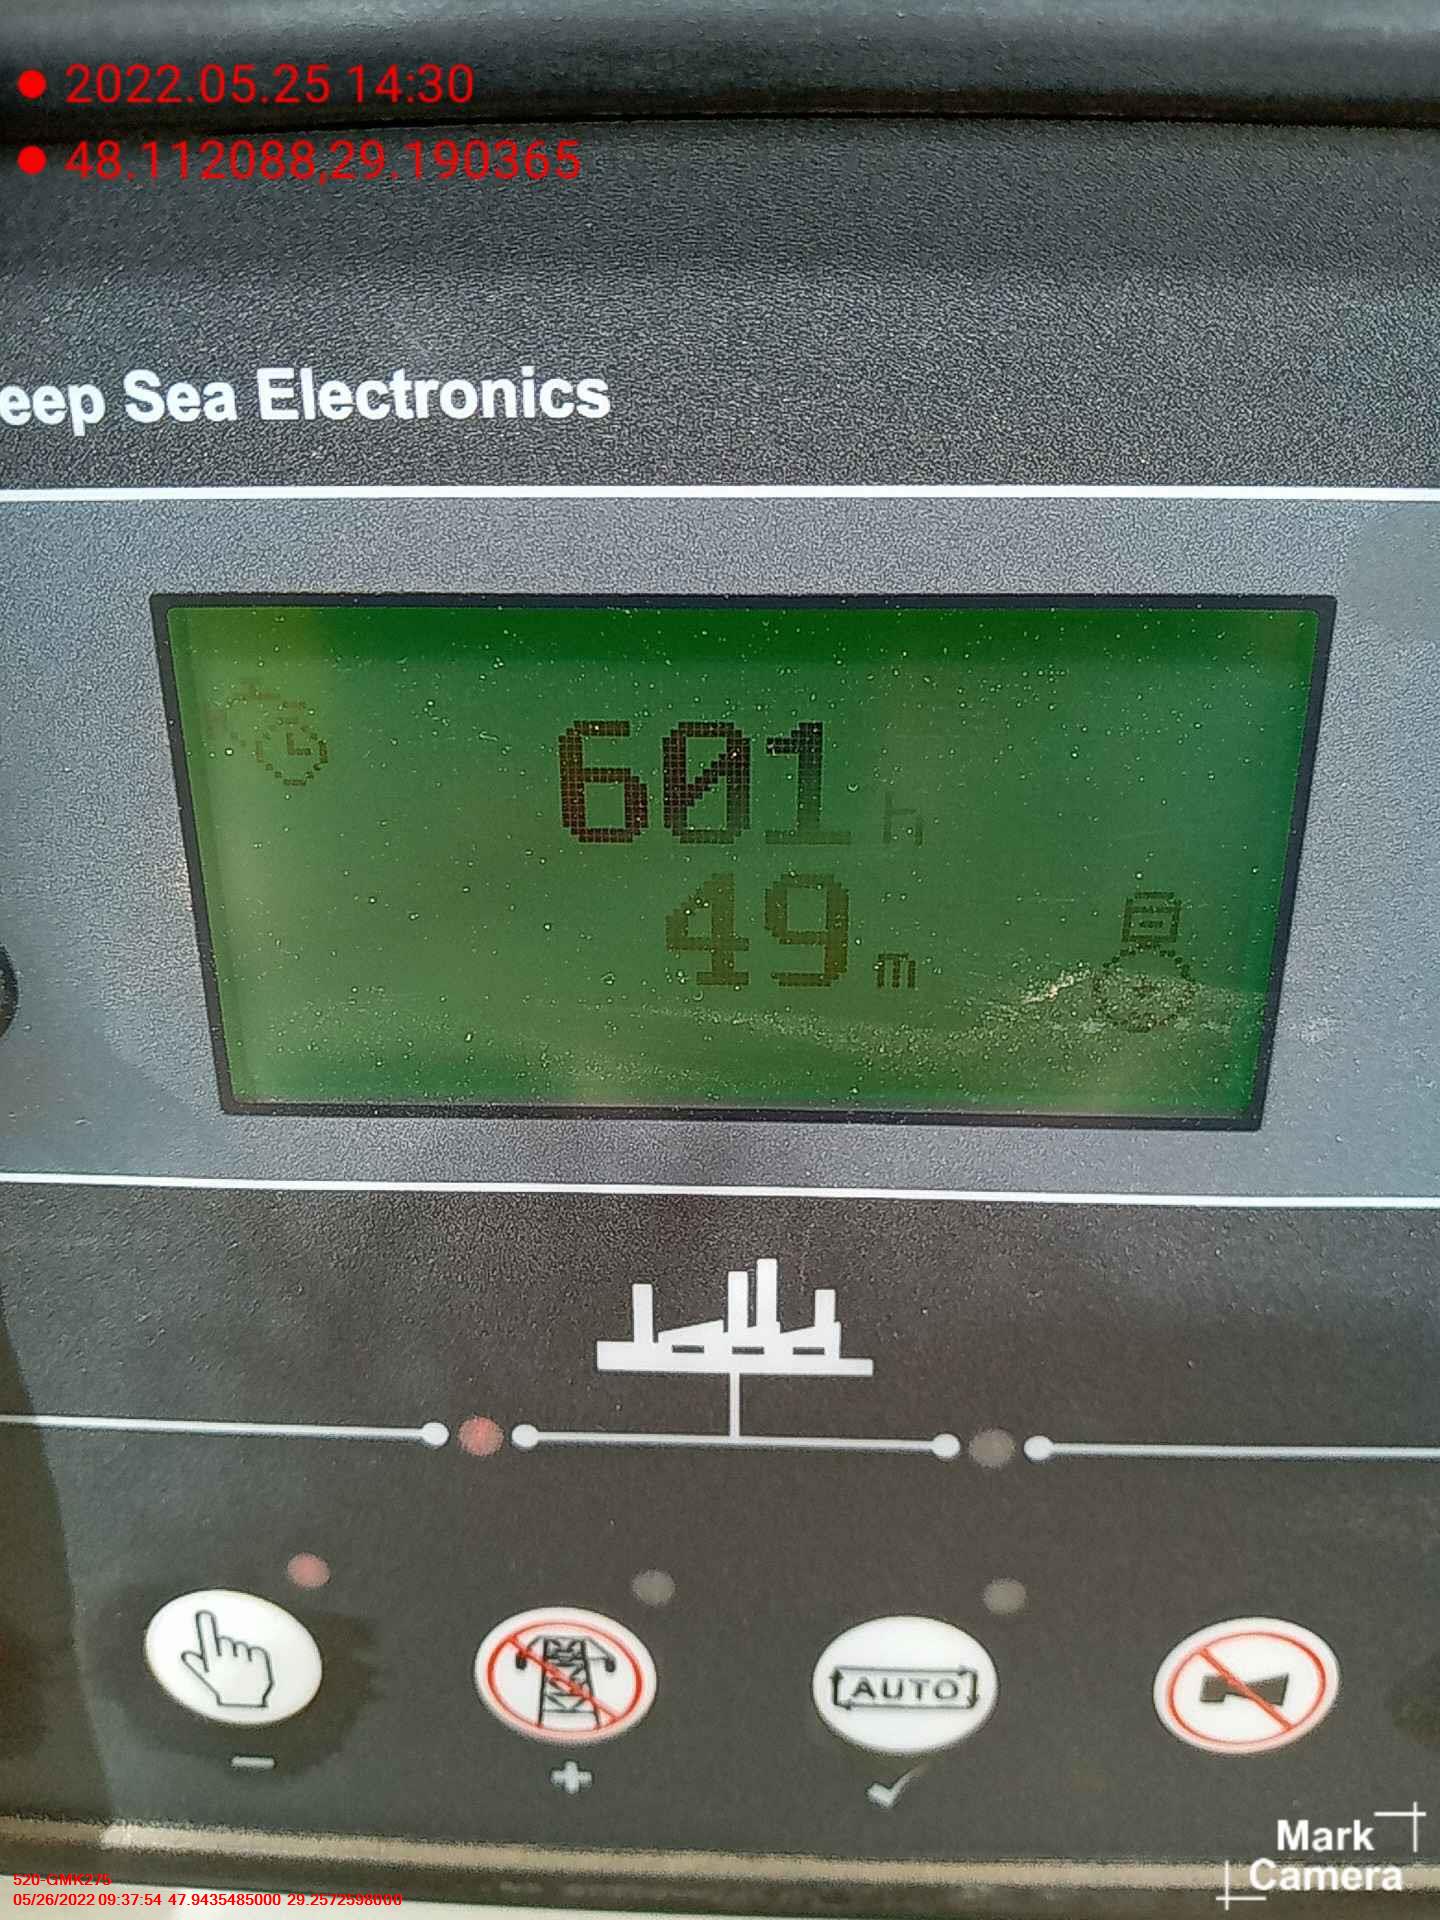 2022.05.25 14:30
48.112088,29.190365
eep Sea Electronics
601 h
49 m
AUTO
Mark
Camera
520-GMK275
05/26/2022 09:37:54 47.9435485000 29.2572598000